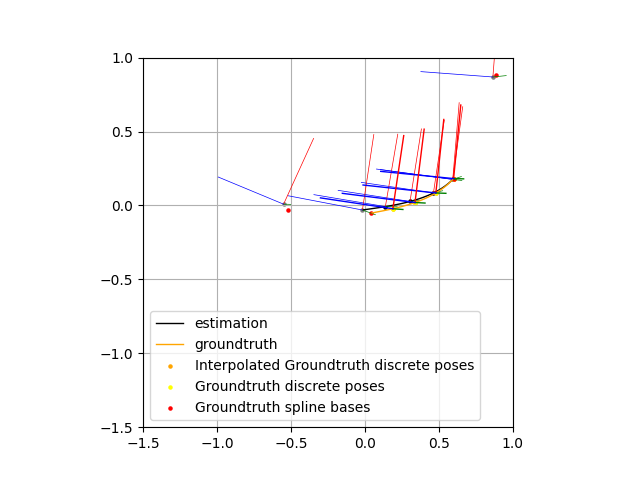 1.0
0.5
0.0
−0.5
−1.0
−1.5
estimation
groundtruth
Interpolated Groundtruth discrete poses
Groundtruth discrete poses
Groundtruth spline bases
−1.5 −1.0 −0.5 0.0 0.5 1.0